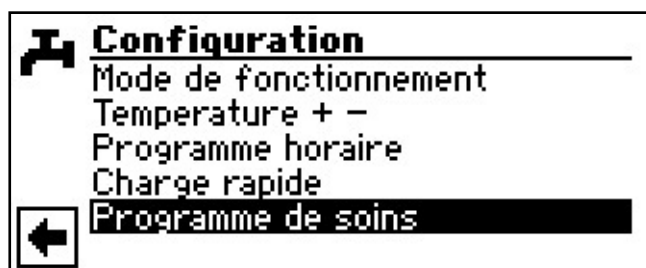 Configuration
Mode de fonctionnement
Temperature + −
Programme horaire
Charge rapide
Programme de soins